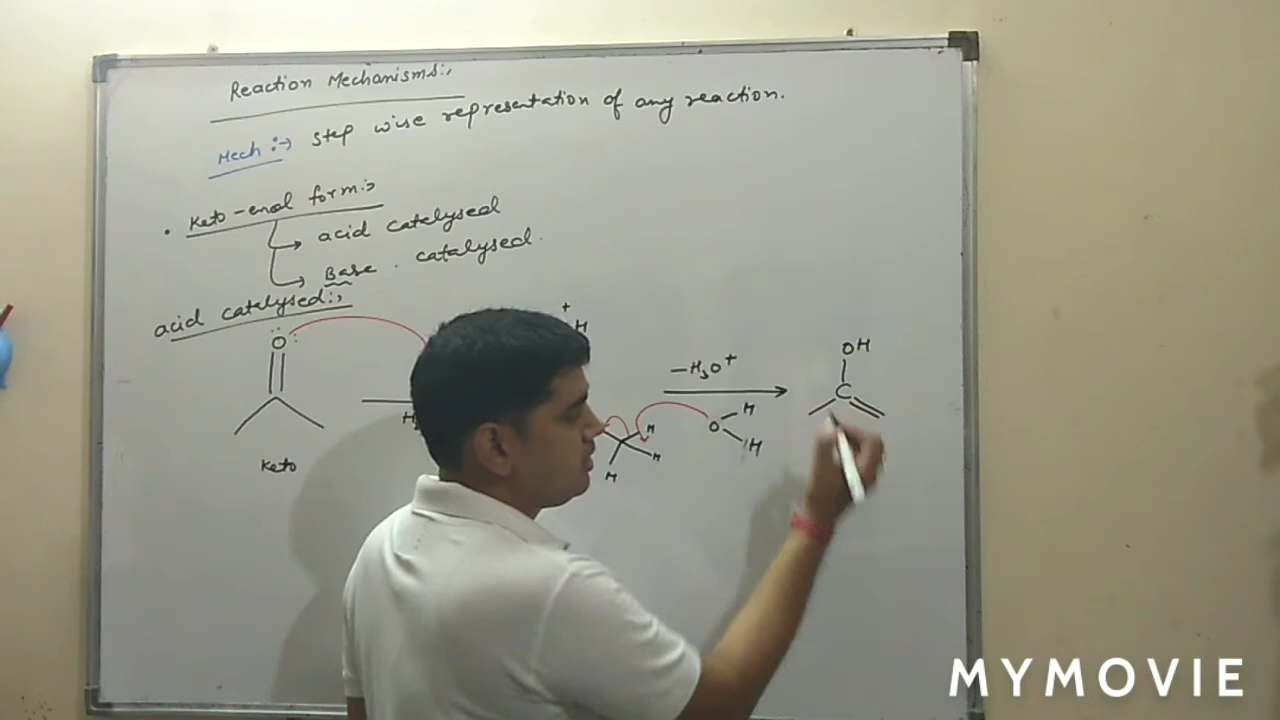 Reaction Mechanisms:,
Mech :→ step wise representation of any reaction.
• Keto-enol form:>
→ acid catalysed
→ Base. catalysed.
acid catalysed:,
O
Keto
H
+
H
H
H
H
−H3O+
O
H
H
OH
C
MYMOVIE